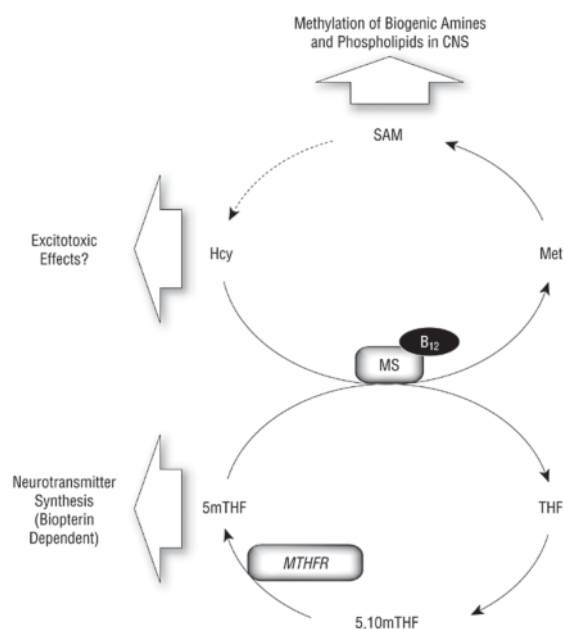 Methylation of Biogenic Amines
and Phospholipids in CNS
SAM
Excitotoxic
Effects?
Hcy
Met
B12
MS
Neurotransmitter
Synthesis
(Biopterin
Dependent)
5mTHF
THF
MTHFR
5,10mTHF